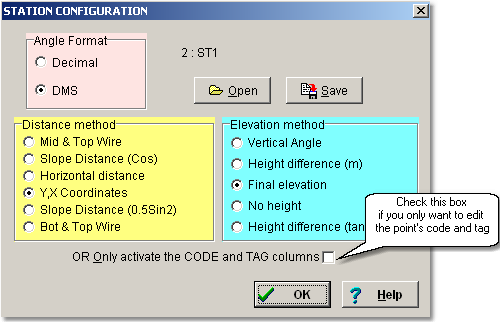 STATION CONFIGURATION
Angle Format
Decimal
DMS
2 : ST1
Open
Save
Distance method
Mid & Top Wire
Slope Distance (Cos)
Horizontal distance
Y,X Coordinates
Slope Distance (0.5Sin2)
Bot & Top Wire
Elevation method
Vertical Angle
Height difference (m)
Final elevation
No height
Height difference (tan
Check this box
if you only want to edit
the point's code and tag
OR Only activate the CODE and TAG columns
OK
? Help